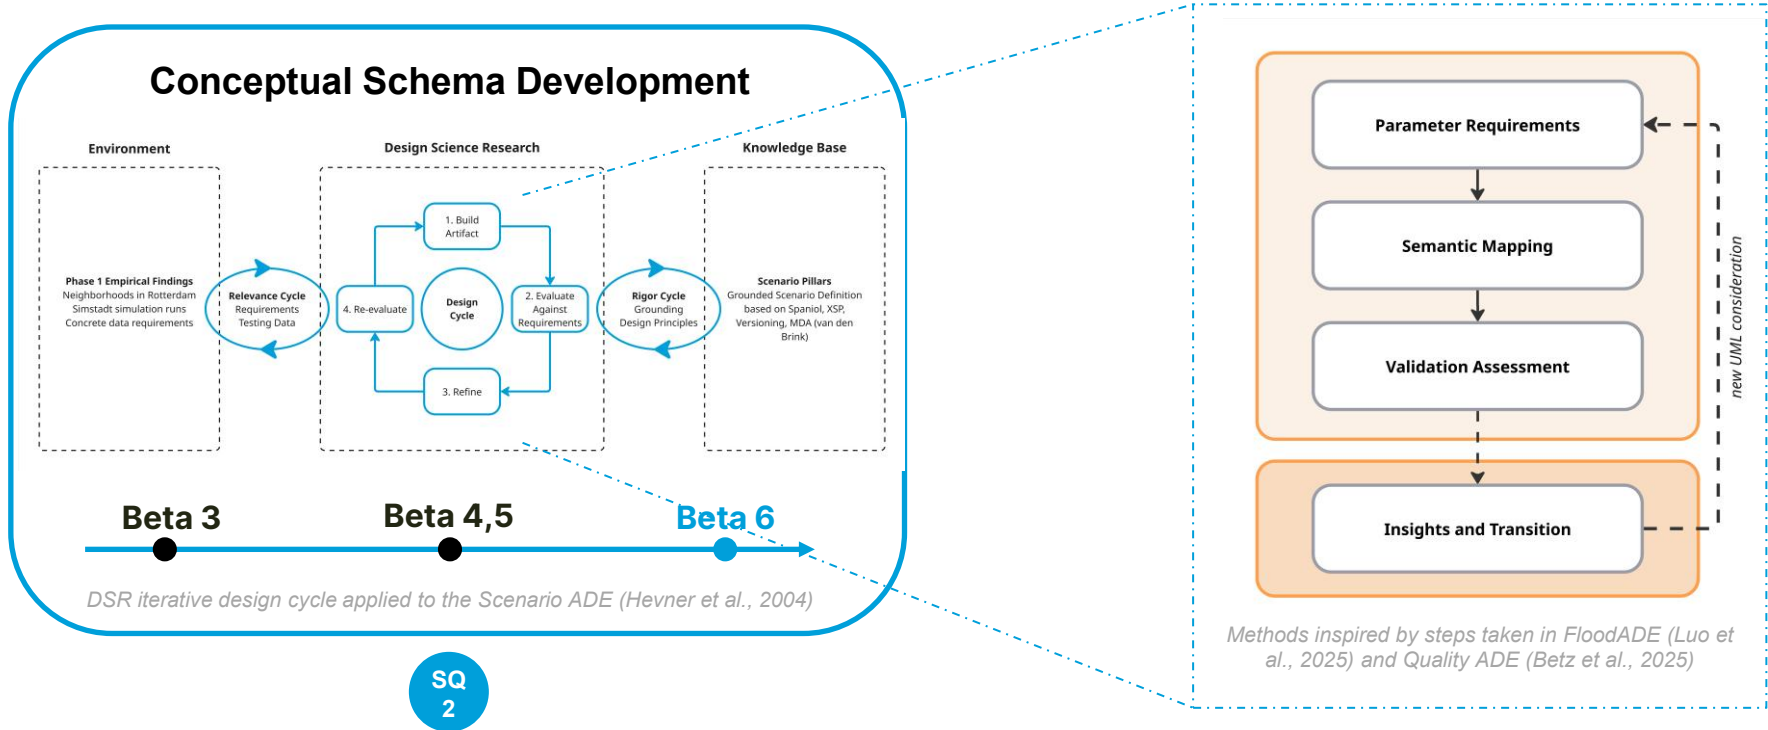 Conceptual Schema Development
Environment
Design Science Research
Knowledge Base
Phase 1 Empirical Findings
Neighborhoods in Rotterdam
Simstadt simulation runs
Concrete data requirements
Relevance Cycle
Requirements
Testing Data
1. Build
Artifact
4. Re-evaluate
Design
Cycle
2. Evaluate
Against
Requirements
3. Refine
Rigor Cycle
Grounding
Design Principles
Scenario Pillars
Grounded Scenario Definition
based on Spaniol, XSP,
Versioning, MDA (van den
Brink)
Beta 3
Beta 4,5
Beta 6
DSR iterative design cycle applied to the Scenario ADE (Hevner et al., 2004)
SQ
2
Parameter Requirements
Semantic Mapping
Validation Assessment
Insights and Transition
new UML consideration
Methods inspired by steps taken in FloodADE (Luo et
al., 2025) and Quality ADE (Betz et al., 2025)